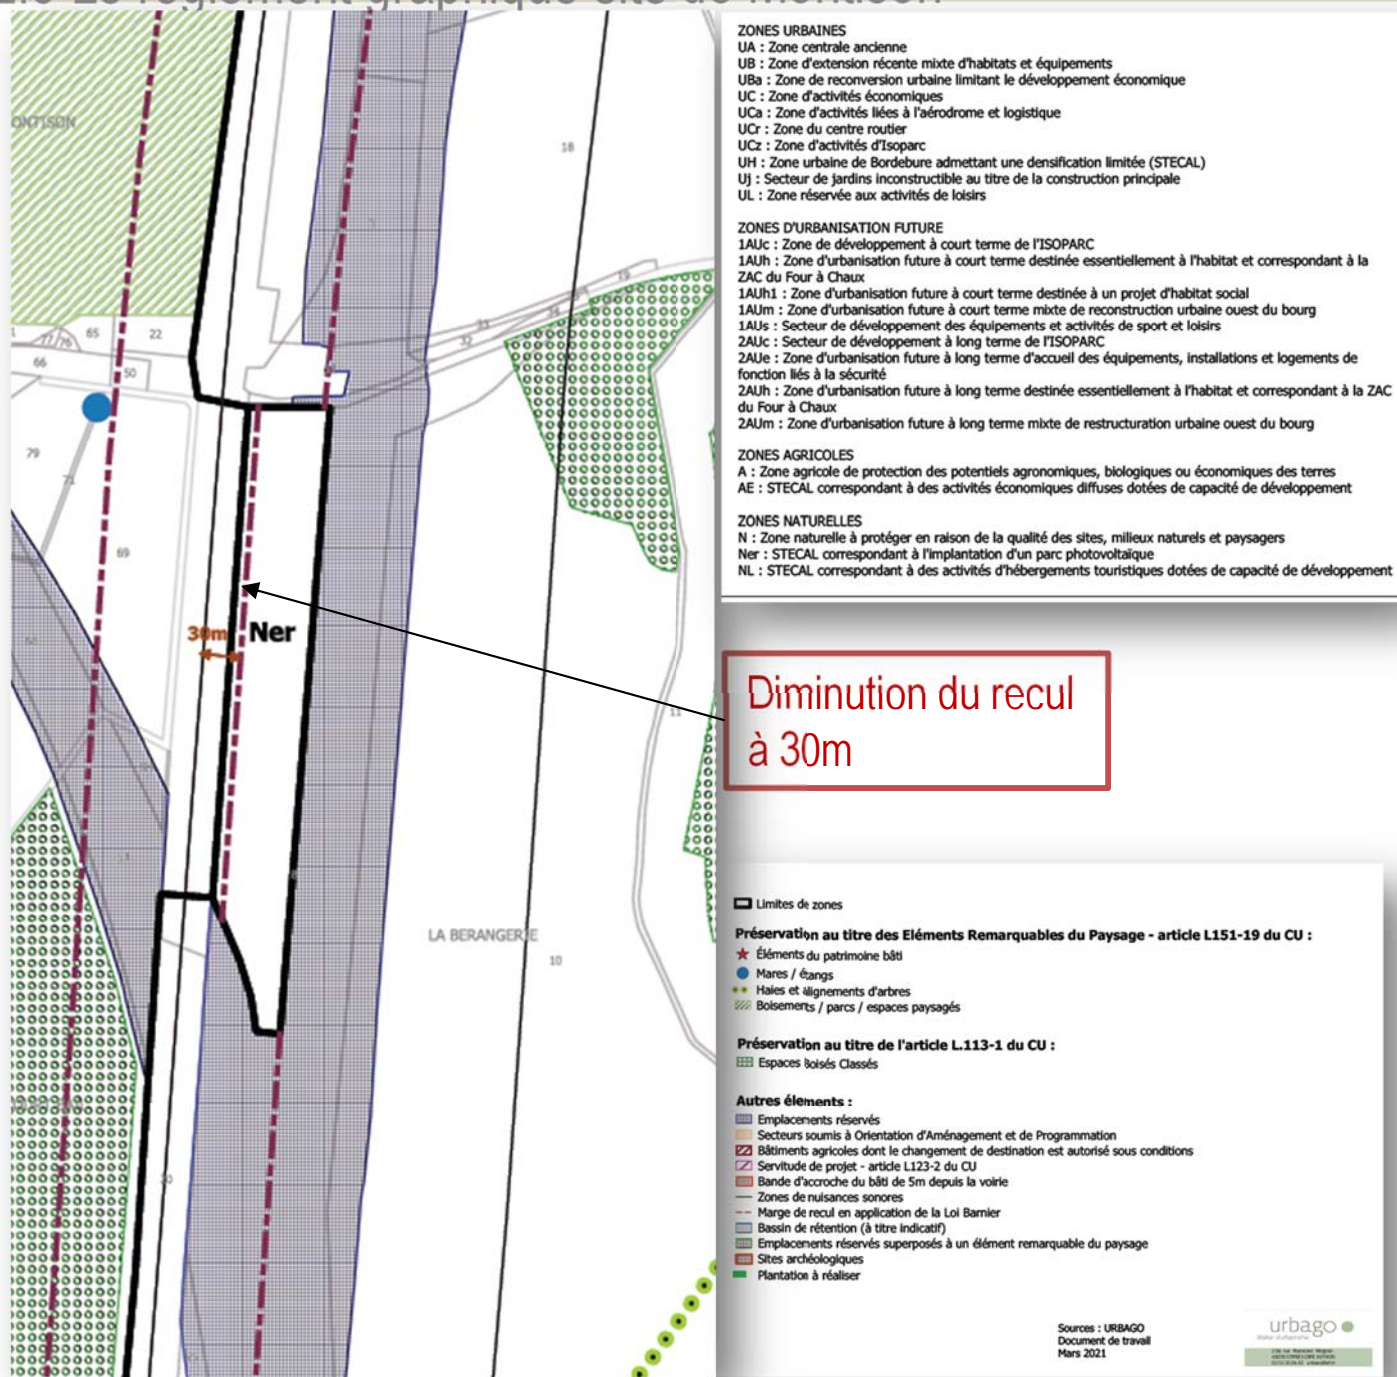 ZONES URBAINES
UA : Zone centrale ancienne
UB : Zone d'extension récente mixte d'habitats et équipements
UBa : Zone de reconversion urbaine limitant le développement économique
UC : Zone d'activités économiques
UCa : Zone d'activités liées à l'aérodrome et logistique
UCr : Zone du centre routier
UCz : Zone d'activités d'Isoparc
UH : Zone urbaine de Bordebure admettant une densification limitée (STECAL)
Uj : Secteur de jardins inconstructible au titre de la construction principale
UL : Zone réservée aux activités de loisirs
ZONES D'URBANISATION FUTURE
1AUc : Zone de développement à court terme de l'ISOPARC
1AUh : Zone d'urbanisation future à court terme destinée essentiellement à l'habitat et correspondant à la
ZAC du Four à Chaux
1AUh1 : Zone d'urbanisation future à court terme destinée à un projet d'habitat social
1AUm : Zone d'urbanisation future à court terme mixte de reconstruction urbaine ouest du bourg
1AUs : Secteur de développement des équipements et activités de sport et loisirs
2AUc : Secteur de développement à long terme de l'ISOPARC
2AUe : Zone d'urbanisation future à long terme d'accueil des équipements, installations et logements de
fonction liés à la sécurité
2AUh : Zone d'urbanisation future à long terme destinée essentiellement à l'habitat et correspondant à la ZAC
du Four à Chaux
2AUm : Zone d'urbanisation future à long terme mixte de restructuration urbaine ouest du bourg
ZONES AGRICOLES
A : Zone agricole de protection des potentiels agronomiques, biologiques ou économiques des terres
AE : STECAL correspondant à des activités économiques diffuses dotées de capacité de développement
ZONES NATURELLES
N : Zone naturelle à protéger en raison de la qualité des sites, milieux naturels et paysagers
Ner : STECAL correspondant à l'implantation d'un parc photovoltaïque
NL : STECAL correspondant à des activités d'hébergements touristiques dotées de capacité de développement
ONTISON
18
19
34
33
32
77
76
65
22
66
50
79
71
69
30m
Ner
11
LA BERANGERIE
10
Diminution du recul
à 30m
Limites de zones
Préservation au titre des Eléments Remarquables du Paysage - article L151-19 du CU :
Éléments du patrimoine bâti
Mares / étangs
Haies et alignements d'arbres
Boisements / parcs / espaces paysagés
Préservation au titre de l'article L.113-1 du CU :
Espaces Boisés Classés
Autres élements :
Emplacements réservés
Secteurs soumis à Orientation d'Aménagement et de Programmation
Bâtiments agricoles dont le changement de destination est autorisé sous conditions
Servitude de projet - article L123-2 du CU
Bande d'accroche du bâti de 5m depuis la voirie
Zones de nuisances sonores
Marge de recul en application de la Loi Barnier
Bassin de rétention (à titre indicatif)
Emplacements réservés superposés à un élément remarquable du paysage
Sites archéologiques
Plantation à réaliser
Sources : URBAGO
Document de travail
Mars 2021
urbago